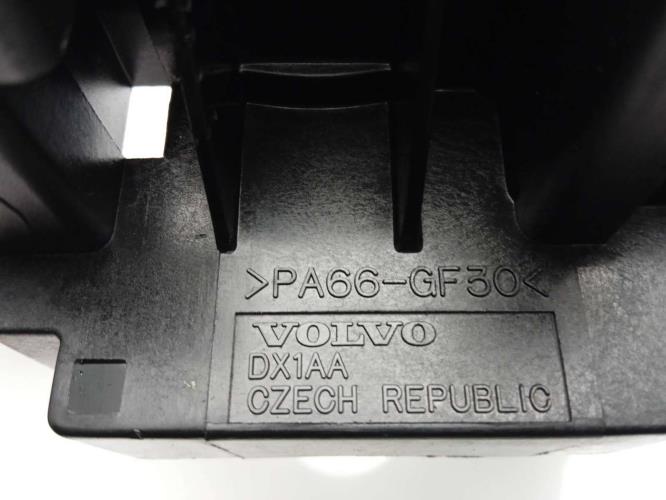 >PA66-GF30<
VOLVO
DX1AA
CZECH REPUBLIC